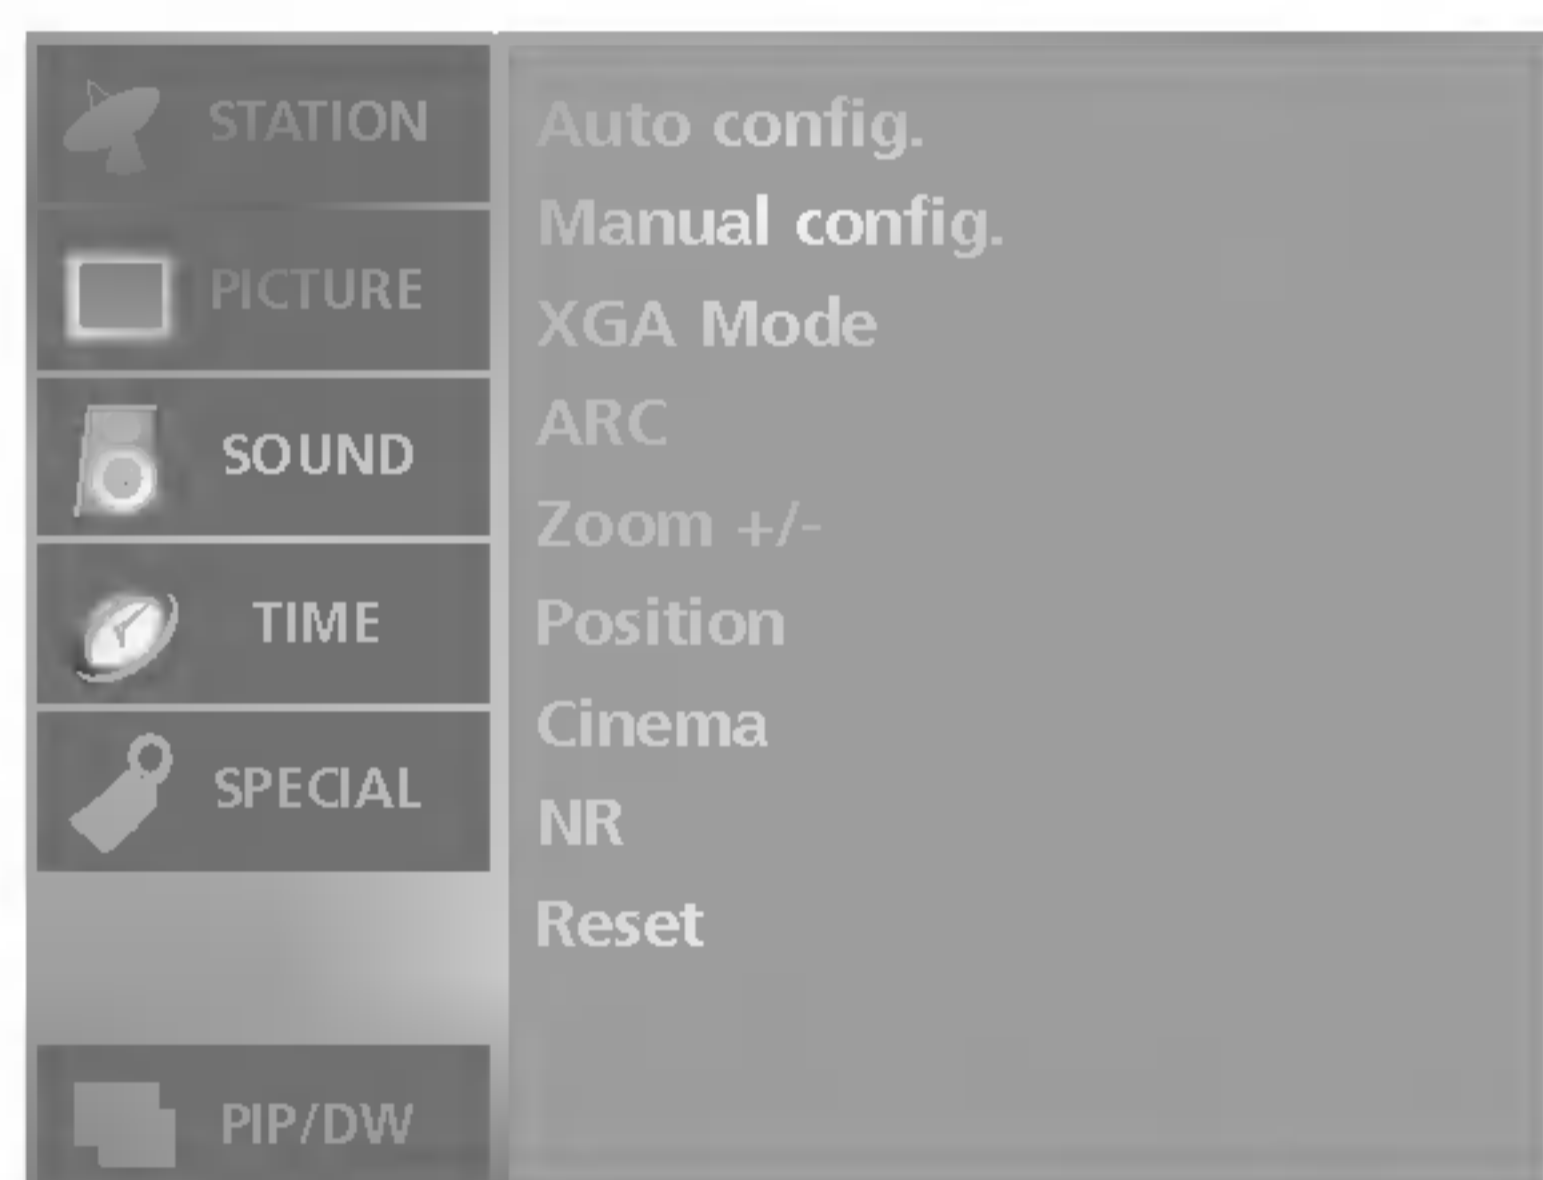 STATION
PICTURE
SOUND
TIME
SPECIAL
PIP/DW
Auto config.
Manual config.
XGA Mode
ARC
Zoom +/-
Position
Cinema
NR
Reset